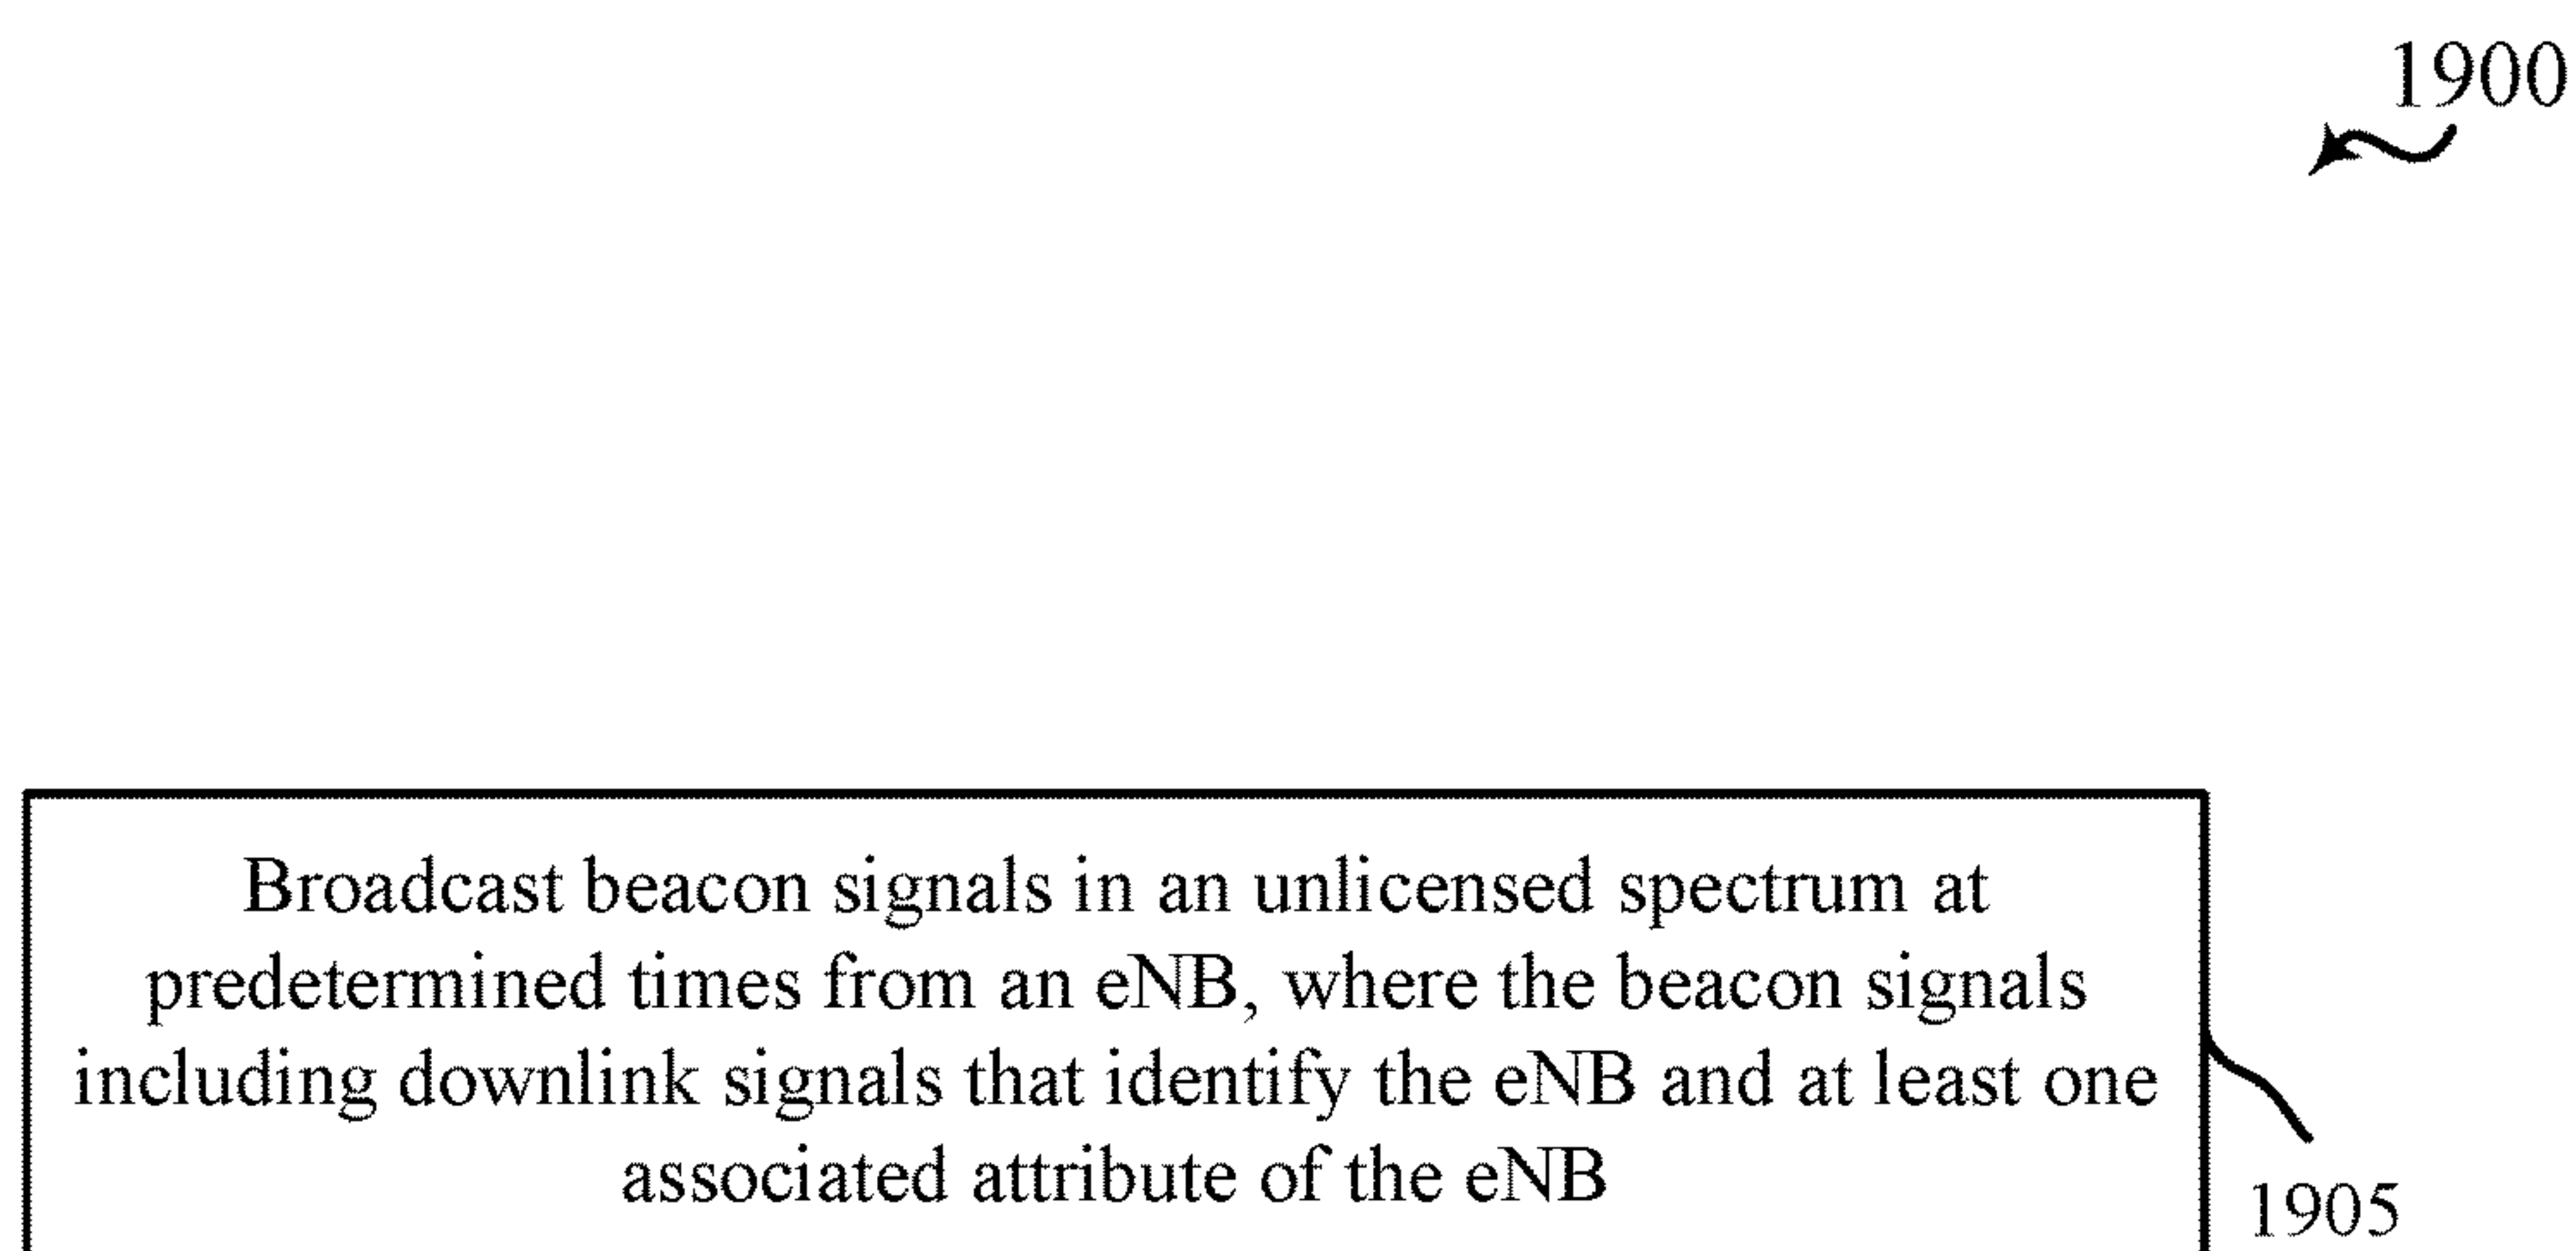 1900
Broadcast beacon signals in an unlicensed spectrum at
predetermined times from an eNB, where the beacon signals
including downlink signals that identify the eNB and at least one
associated attribute of the eNB
1905